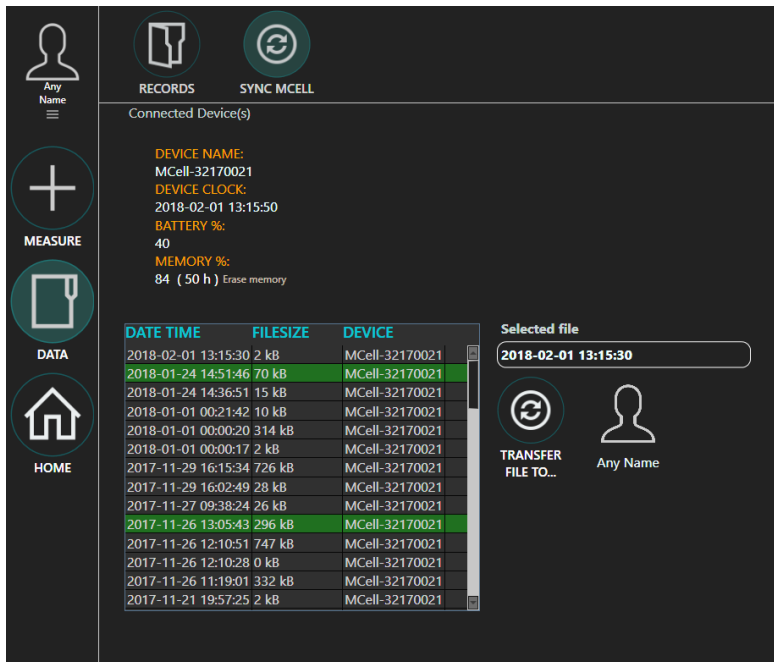 Any
Name
RECORDS
SYNC MCELL
Connected Device(s)
DEVICE NAME:
MCell-32170021
DEVICE CLOCK:
2018-02-01 13:15:50
BATTERY %:
40
MEMORY %:
84 ( 50 h ) Erase memory
MEASURE
DATA
HOME
DATE TIME FILESIZE DEVICE
2018-02-01 13:15:30 2 kB MCell-32170021
2018-01-24 14:51:46 70 kB MCell-32170021
2018-01-24 14:36:51 15 kB MCell-32170021
2018-01-01 00:21:42 10 kB MCell-32170021
2018-01-01 00:00:20 314 kB MCell-32170021
2018-01-01 00:00:17 2 kB MCell-32170021
2017-11-29 16:15:34 726 kB MCell-32170021
2017-11-29 16:02:49 28 kB MCell-32170021
2017-11-27 09:38:24 26 kB MCell-32170021
2017-11-26 13:05:43 296 kB MCell-32170021
2017-11-26 12:10:51 747 kB MCell-32170021
2017-11-26 12:10:28 0 kB MCell-32170021
2017-11-26 11:19:01 332 kB MCell-32170021
2017-11-21 19:57:25 2 kB MCell-32170021
Selected file
2018-02-01 13:15:30
TRANSFER
FILE TO...
Any Name